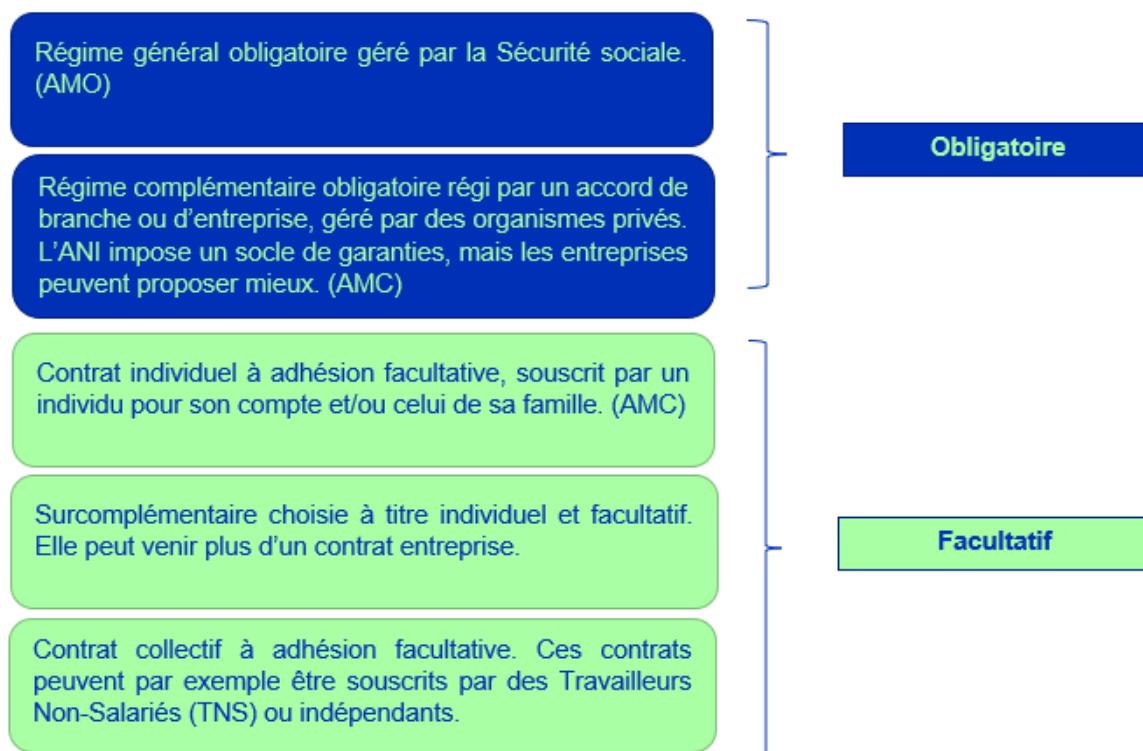 Régime général obligatoire géré par la Sécurité sociale.
(AMO)
Obligatoire
Régime complémentaire obligatoire régi par un accord de
branche ou d’entreprise, géré par des organismes privés.
L’ANI impose un socle de garanties, mais les entreprises
peuvent proposer mieux. (AMC)
Contrat individuel à adhésion facultative, souscrit par un
individu pour son compte et/ou celui de sa famille. (AMC)
Surcomplémentaire choisie à titre individuel et facultatif.
Elle peut venir plus d’un contrat entreprise.
Facultatif
Contrat collectif à adhésion facultative. Ces contrats
peuvent par exemple être souscrits par des Travailleurs
Non-Salariés (TNS) ou indépendants.